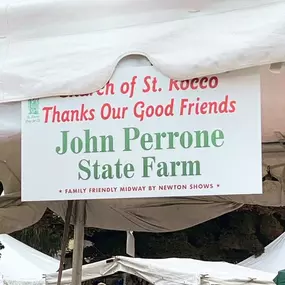 Church of St. Rocco
Thanks Our Good Friends
John Perrone
State Farm
* FAMILY FRIENDLY MIDWAY BY NEWTON SHOWS *